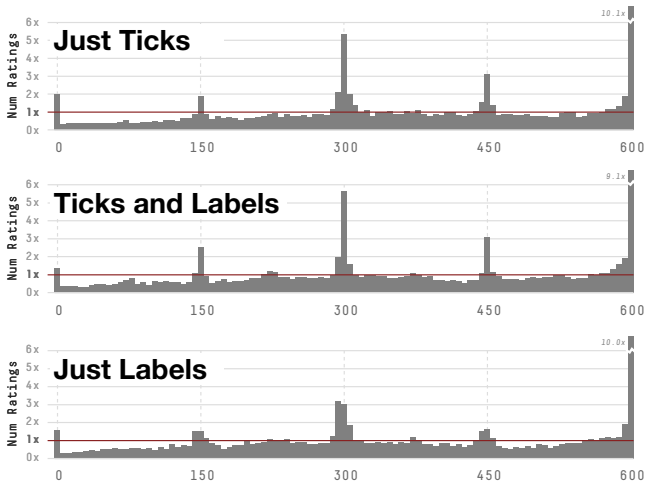 10.1x
6x
Just Ticks
5x
4x
3x
2x
1x
0x
Num Ratings
0 150 300 450 600
9.1x
6x
Ticks and Labels
5x
4x
3x
2x
1x
0x
Num Ratings
0 150 300 450 600
10.0x
6x
Just Labels
5x
4x
3x
2x
1x
0x
Num Ratings
0 150 300 450 600